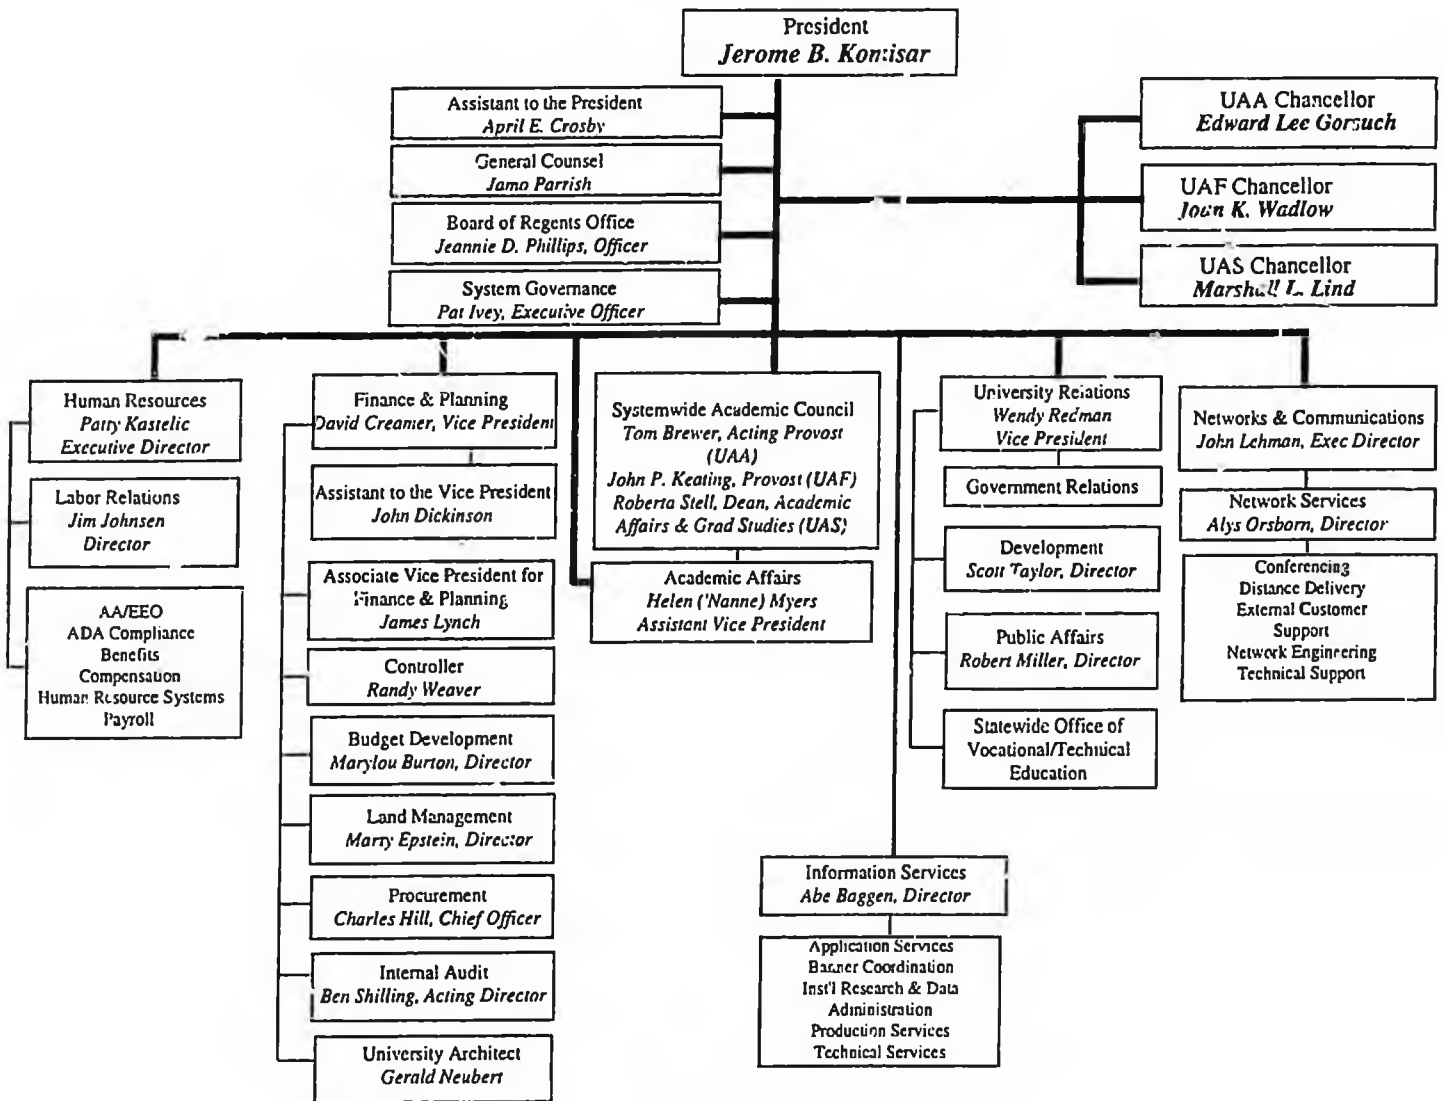 President
Jerome B. Komisar
Assistant to the President
April E. Crosby
General Counsel
Jamo Parrish
Board of Regents Office
Jeannie D. Phillips, Officer
System Governance
Pat Ivey, Executive Officer
UAA Chancellor
Edward Lee Gorsuch
UAF Chancellor
Joan K. Wadlow
UAS Chancellor
Marshall L. Lind
Human Resources
Patty Kastelic
Executive Director
Labor Relations
Jim Johnsen
Director
AA/EEO
ADA Compliance
Benefits
Compensation
Human Resource Systems
Payroll
Finance & Planning
David Creamer, Vice President
Assistant to the Vice President
John Dickinson
Associate Vice President for
Finance & Planning
James Lynch
Controller
Randy Weaver
Budget Development
Marylou Burton, Director
Land Management
Marty Epstein, Director
Procurement
Charles Hill, Chief Officer
Internal Audit
Ben Shilling, Acting Director
University Architect
Gerald Neubert
Systemwide Academic Council
Tom Brewer, Acting Provost
(UAA)
John P. Keating, Provost (UAF)
Roberta Stell, Dean, Academic
Affairs & Grad Studies (UAS)
Academic Affairs
Helen ('Nanne) Myers
Assistant Vice President
Information Services
Abe Baggen, Director
Application Services
Banner Coordination
Inst'l Research & Data
Administration
Production Services
Technical Services
University Relations
Wendy Redman
Vice President
Government Relations
Development
Scott Taylor, Director
Public Affairs
Robert Miller, Director
Statewide Office of
Vocational/Technical
Education
Networks & Communications
John Lehman, Exec Director
Network Services
Alys Orsborn, Director
Conferencing
Distance Delivery
External Customer
Support
Network Engineering
Technical Support